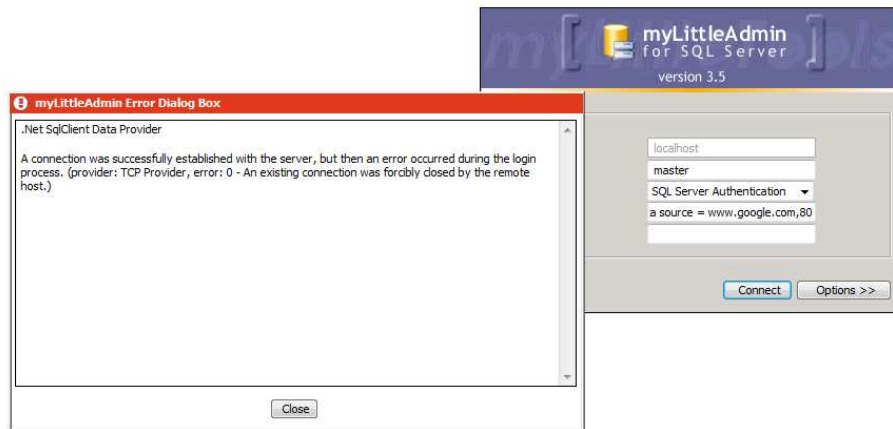 myLittleAdmin
for SQL Server
version 3.5
myLittleAdmin Error Dialog Box
.Net SqlClient Data Provider
A connection was successfully established with the server, but then an error occurred during the login
process. (provider: TCP Provider, error: 0 - An existing connection was forcibly closed by the remote
host.)
localhost
master
SQL Server Authentication
a source = www.google.com,80
Connect
Options >>
Close